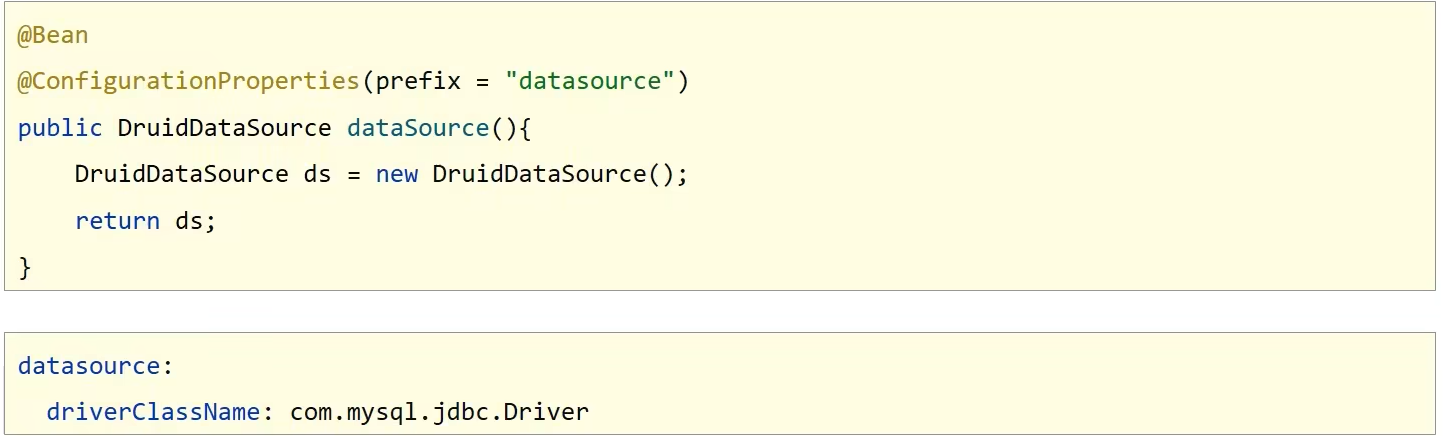 @Bean
@ConfigurationProperties(prefix = "datasource")
public DruidDataSource dataSource(){
    DruidDataSource ds = new DruidDataSource();
    return ds;
}
datasource:
  driverClassName: com.mysql.jdbc.Driver